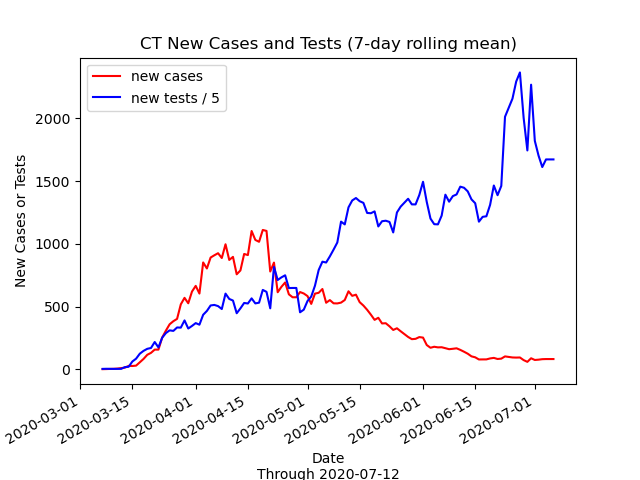 CT New Cases and Tests (7-day rolling mean)
new cases
new tests / 5
New Cases or Tests
2000
1500
1000
500
0
2020-03-01
2020-03-15
2020-04-01
2020-04-15
2020-05-01
2020-05-15
2020-06-01
2020-06-15
2020-07-01
Date
Through 2020-07-12